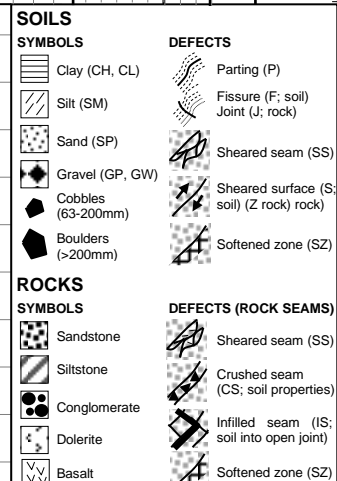 SOILS
SYMBOLS
Clay (CH, CL)
Silt (SM)
Sand (SP)
Gravel (GP, GW)
Cobbles
(63-200mm)
Boulders
(>200mm)
DEFECTS
Parting (P)
Fissure (F; soil)
Joint (J; rock)
Sheared seam (SS)
Sheared surface (S;
soil) (Z rock) rock)
Softened zone (SZ)
ROCKS
SYMBOLS
Sandstone
Siltstone
Conglomerate
Dolerite
Basalt
DEFECTS (ROCK SEAMS)
Sheared seam (SS)
Crushed seam
(CS; soil properties)
Infilled seam (IS;
soil into open joint)
Softened zone (SZ)